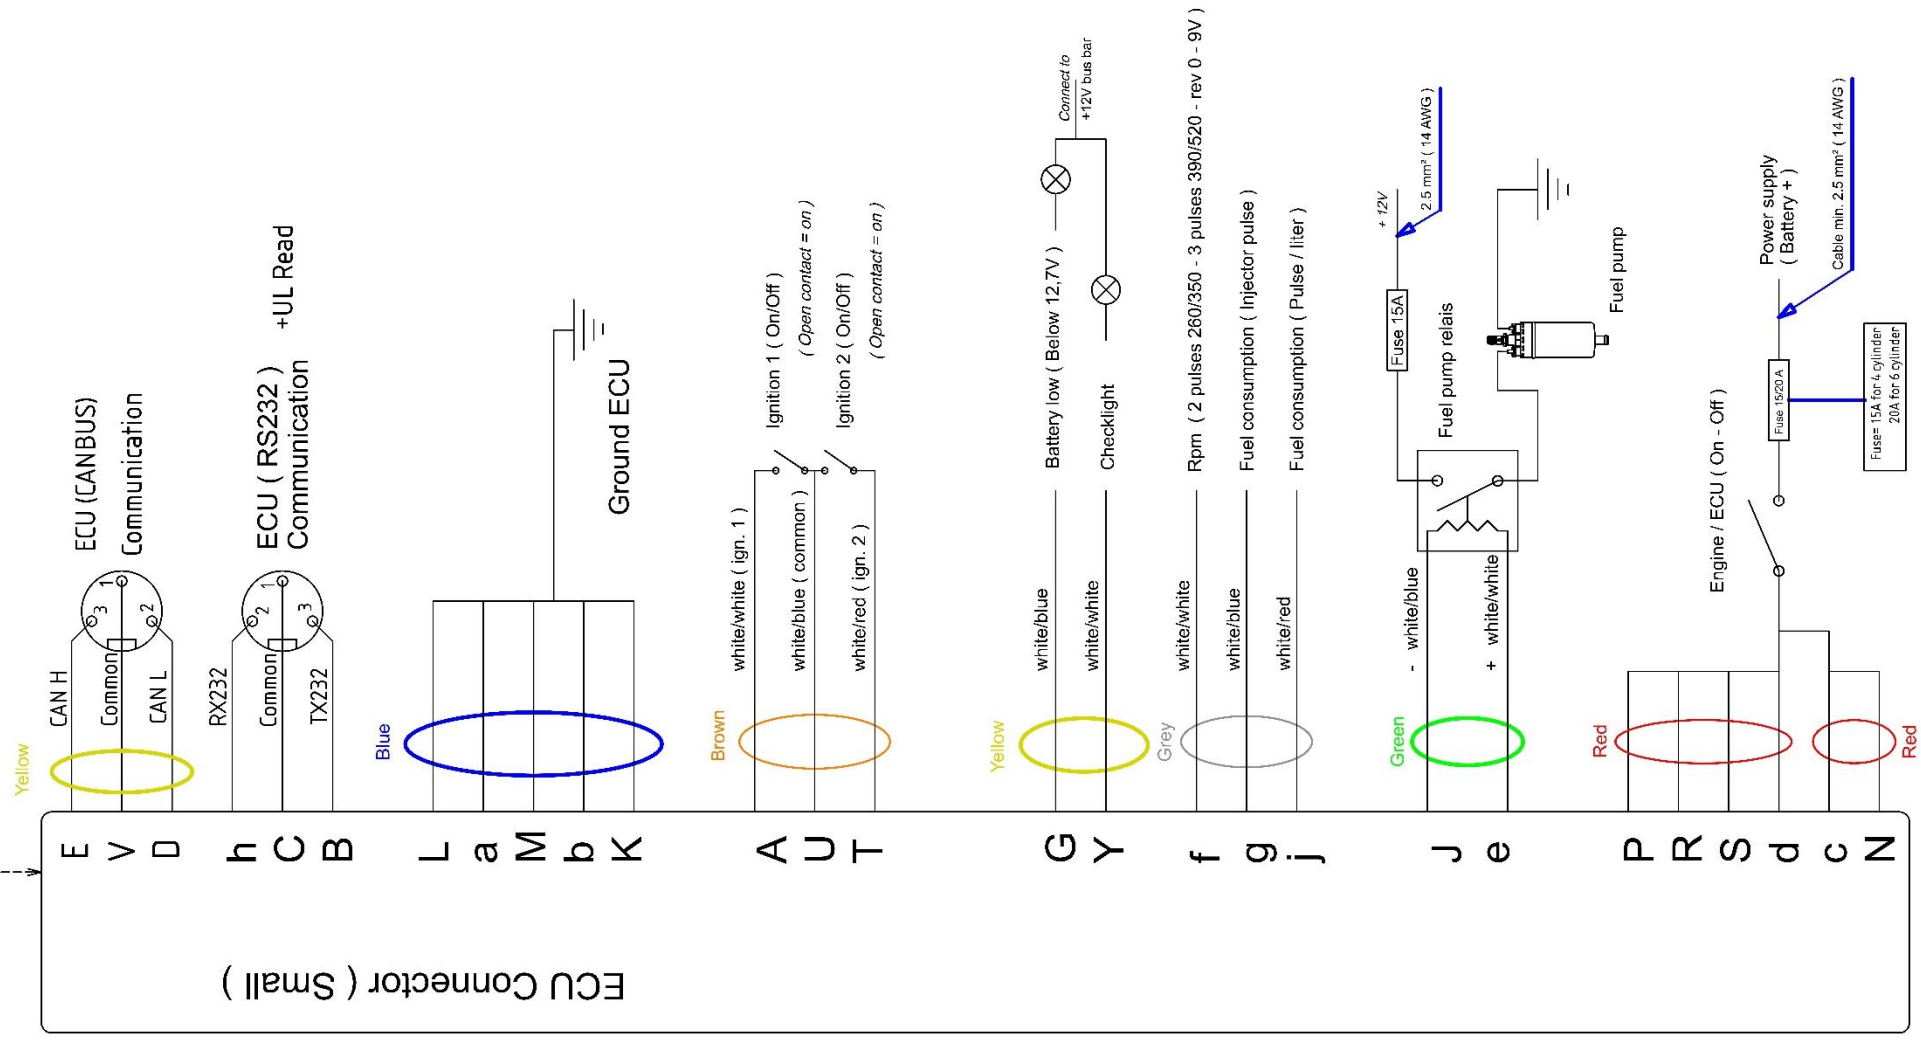 ECU Connector ( Small )
Yellow
E
V
D
CAN H
Common
CAN L
3
1
2
ECU (CANBUS)
Communication
h
C
B
RX232
Common
TX232
2
1
3
ECU ( RS232 )
Communication
+UL Read
Blue
L
a
M
b
K
Ground ECU
Brown
A
U
T
white/white ( ign. 1 )
white/blue ( common )
white/red ( ign. 2 )
Ignition 1 ( On/Off )
( Open contact = on )
Ignition 2 ( On/Off )
( Open contact = on )
Yellow
G
Y
white/blue
white/white
Battery low ( Below 12,7V )
Checklight
Connect to
+12V bus bar
Grey
f
g
j
white/white
white/blue
white/red
Rpm ( 2 pulses 260/350 - 3 pulses 390/520 - rev 0 - 9V )
Fuel consumption ( Injector pulse )
Fuel consumption ( Pulse / liter )
Green
J
e
- white/blue
+ white/white
Fuel pump relais
Fuse 15A
+ 12V
2.5 mm² ( 14 AWG )
Fuel pump
Red
P
R
S
d
c
N
Red
Engine / ECU ( On - Off )
Fuse 15/20 A
Fuse= 15A for 4 cylinder
20A for 6 cylinder
Power supply
( Battery + )
Cable min. 2.5 mm² ( 14 AWG )